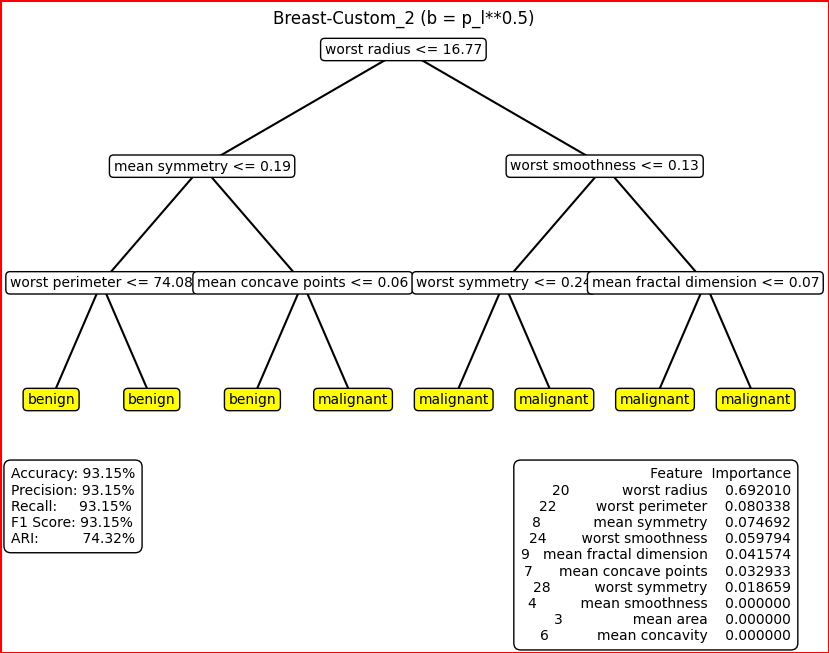 Breast-Custom_2 (b = p_l**0.5)
worst radius <= 16.77
mean symmetry <= 0.19
worst smoothness <= 0.13
worst perimeter <= 74.08
mean concave points <= 0.06
worst symmetry <= 0.24
mean fractal dimension <= 0.07
benign
benign
benign
malignant
malignant
malignant
malignant
malignant
Accuracy: 93.15%
Precision: 93.15%
Recall: 93.15%
F1 Score: 93.15%
ARI: 74.32%
Feature Importance
20 worst radius 0.692010
22 worst perimeter 0.080338
8 mean symmetry 0.074692
24 worst smoothness 0.059794
9 mean fractal dimension 0.041574
7 mean concave points 0.032933
28 worst symmetry 0.018659
4 mean smoothness 0.000000
3 mean area 0.000000
6 mean concavity 0.000000